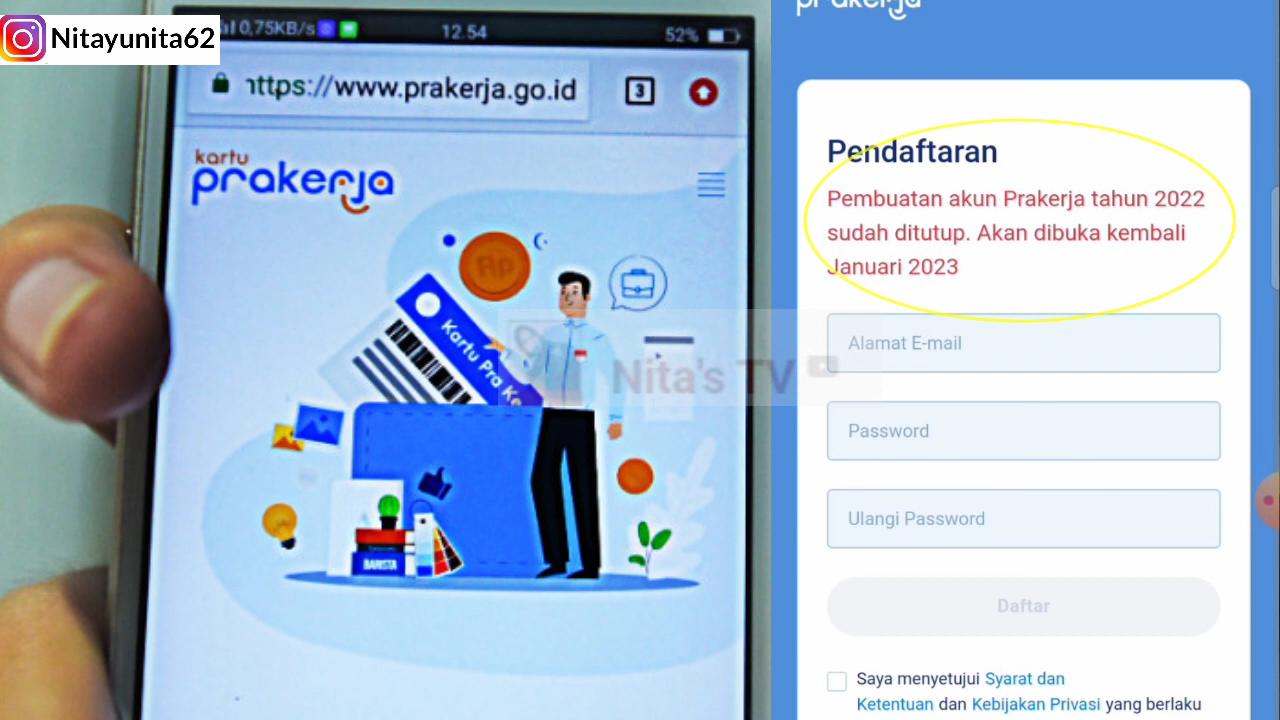 Nitayunita62
0,75KB/s
12.54
52%
https://www.prakerja.go.id
3
kartu
prakerja
Rp
Kartu Pra Ke
BARISTA
Nita's TV
prakerja
Pendaftaran
Pembuatan akun Prakerja tahun 2022
sudah ditutup. Akan dibuka kembali
Januari 2023
Alamat E-mail
Password
Ulangi Password
Daftar
Saya menyetujui Syarat dan
Ketentuan dan Kebijakan Privasi yang berlaku